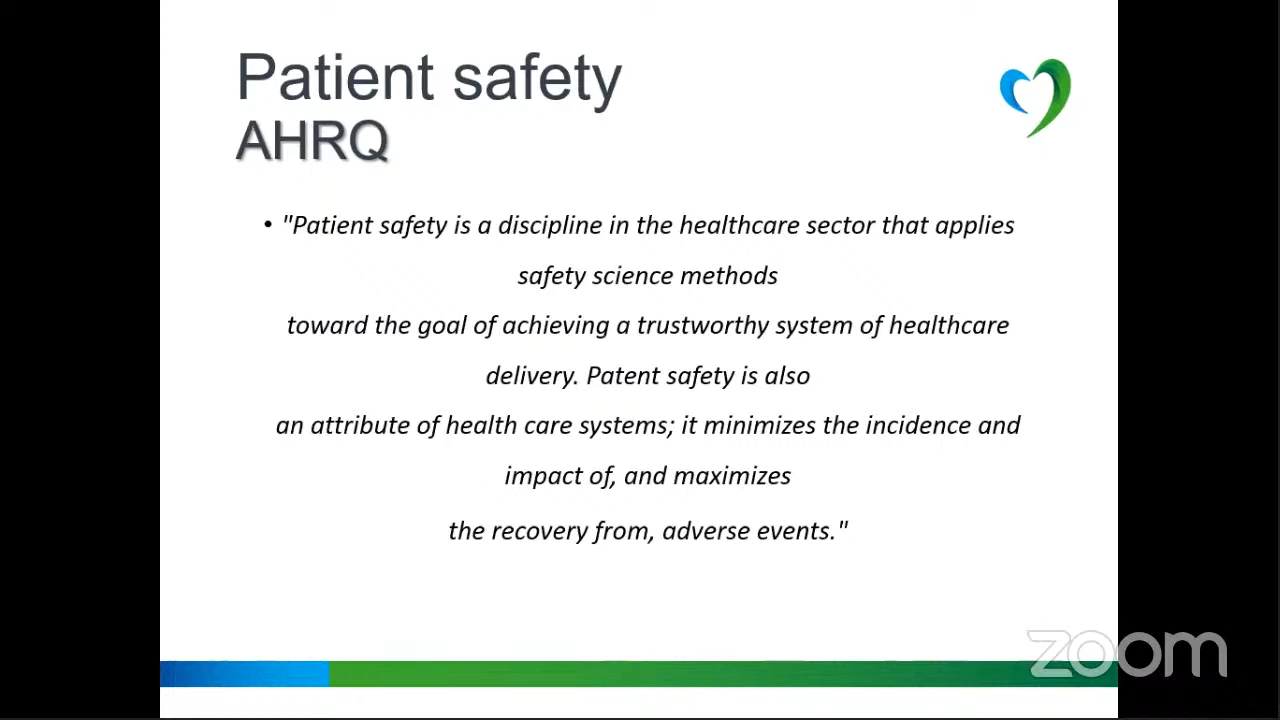 Patient safety
AHRQ
• "Patient safety is a discipline in the healthcare sector that applies
safety science methods
toward the goal of achieving a trustworthy system of healthcare
delivery. Patent safety is also
an attribute of health care systems; it minimizes the incidence and
impact of, and maximizes
the recovery from, adverse events."
zoom